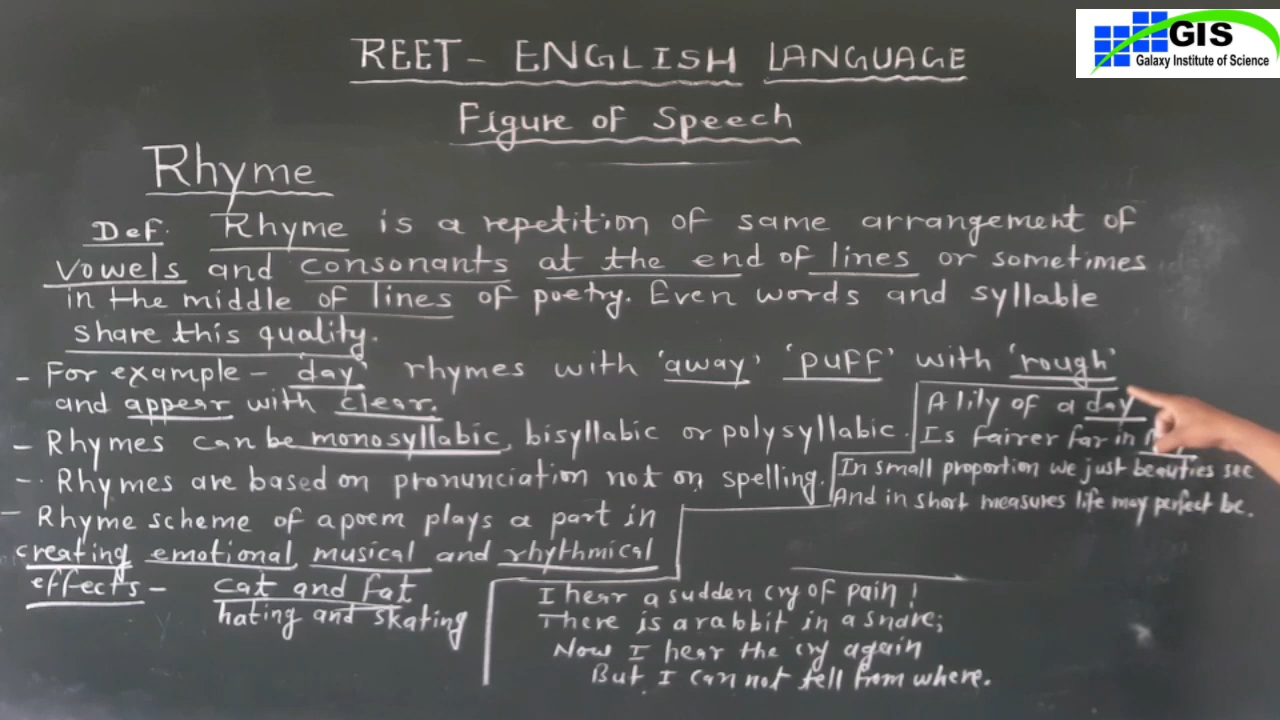 GIS
Galaxy Institute of Science
REET - ENGLISH LANGUAGE
Figure of Speech
Rhyme
Def. Rhyme is a repetition of same arrangement of
vowels and consonants at the end of lines or sometimes
in the middle of lines of poetry. Even words and syllable
share this quality.
- For example - 'day' rhymes with 'away' 'puff' with 'rough'
and appear with clear.
- Rhymes can be monosyllabic, bisyllabic or polysyllabic.
- Rhymes are based on pronunciation not on spelling.
- Rhyme scheme of a poem plays a part in
creating emotional musical and rhythmical
effects - cat and fat
hating and skating
A lily of a day
Is fairer far in
In small proportion we just beauties see
And in short measures life may perfect be.
I hear a sudden cry of pain!
There is a rabbit in a snare;
Now I hear the cry again
But I can not tell from where.